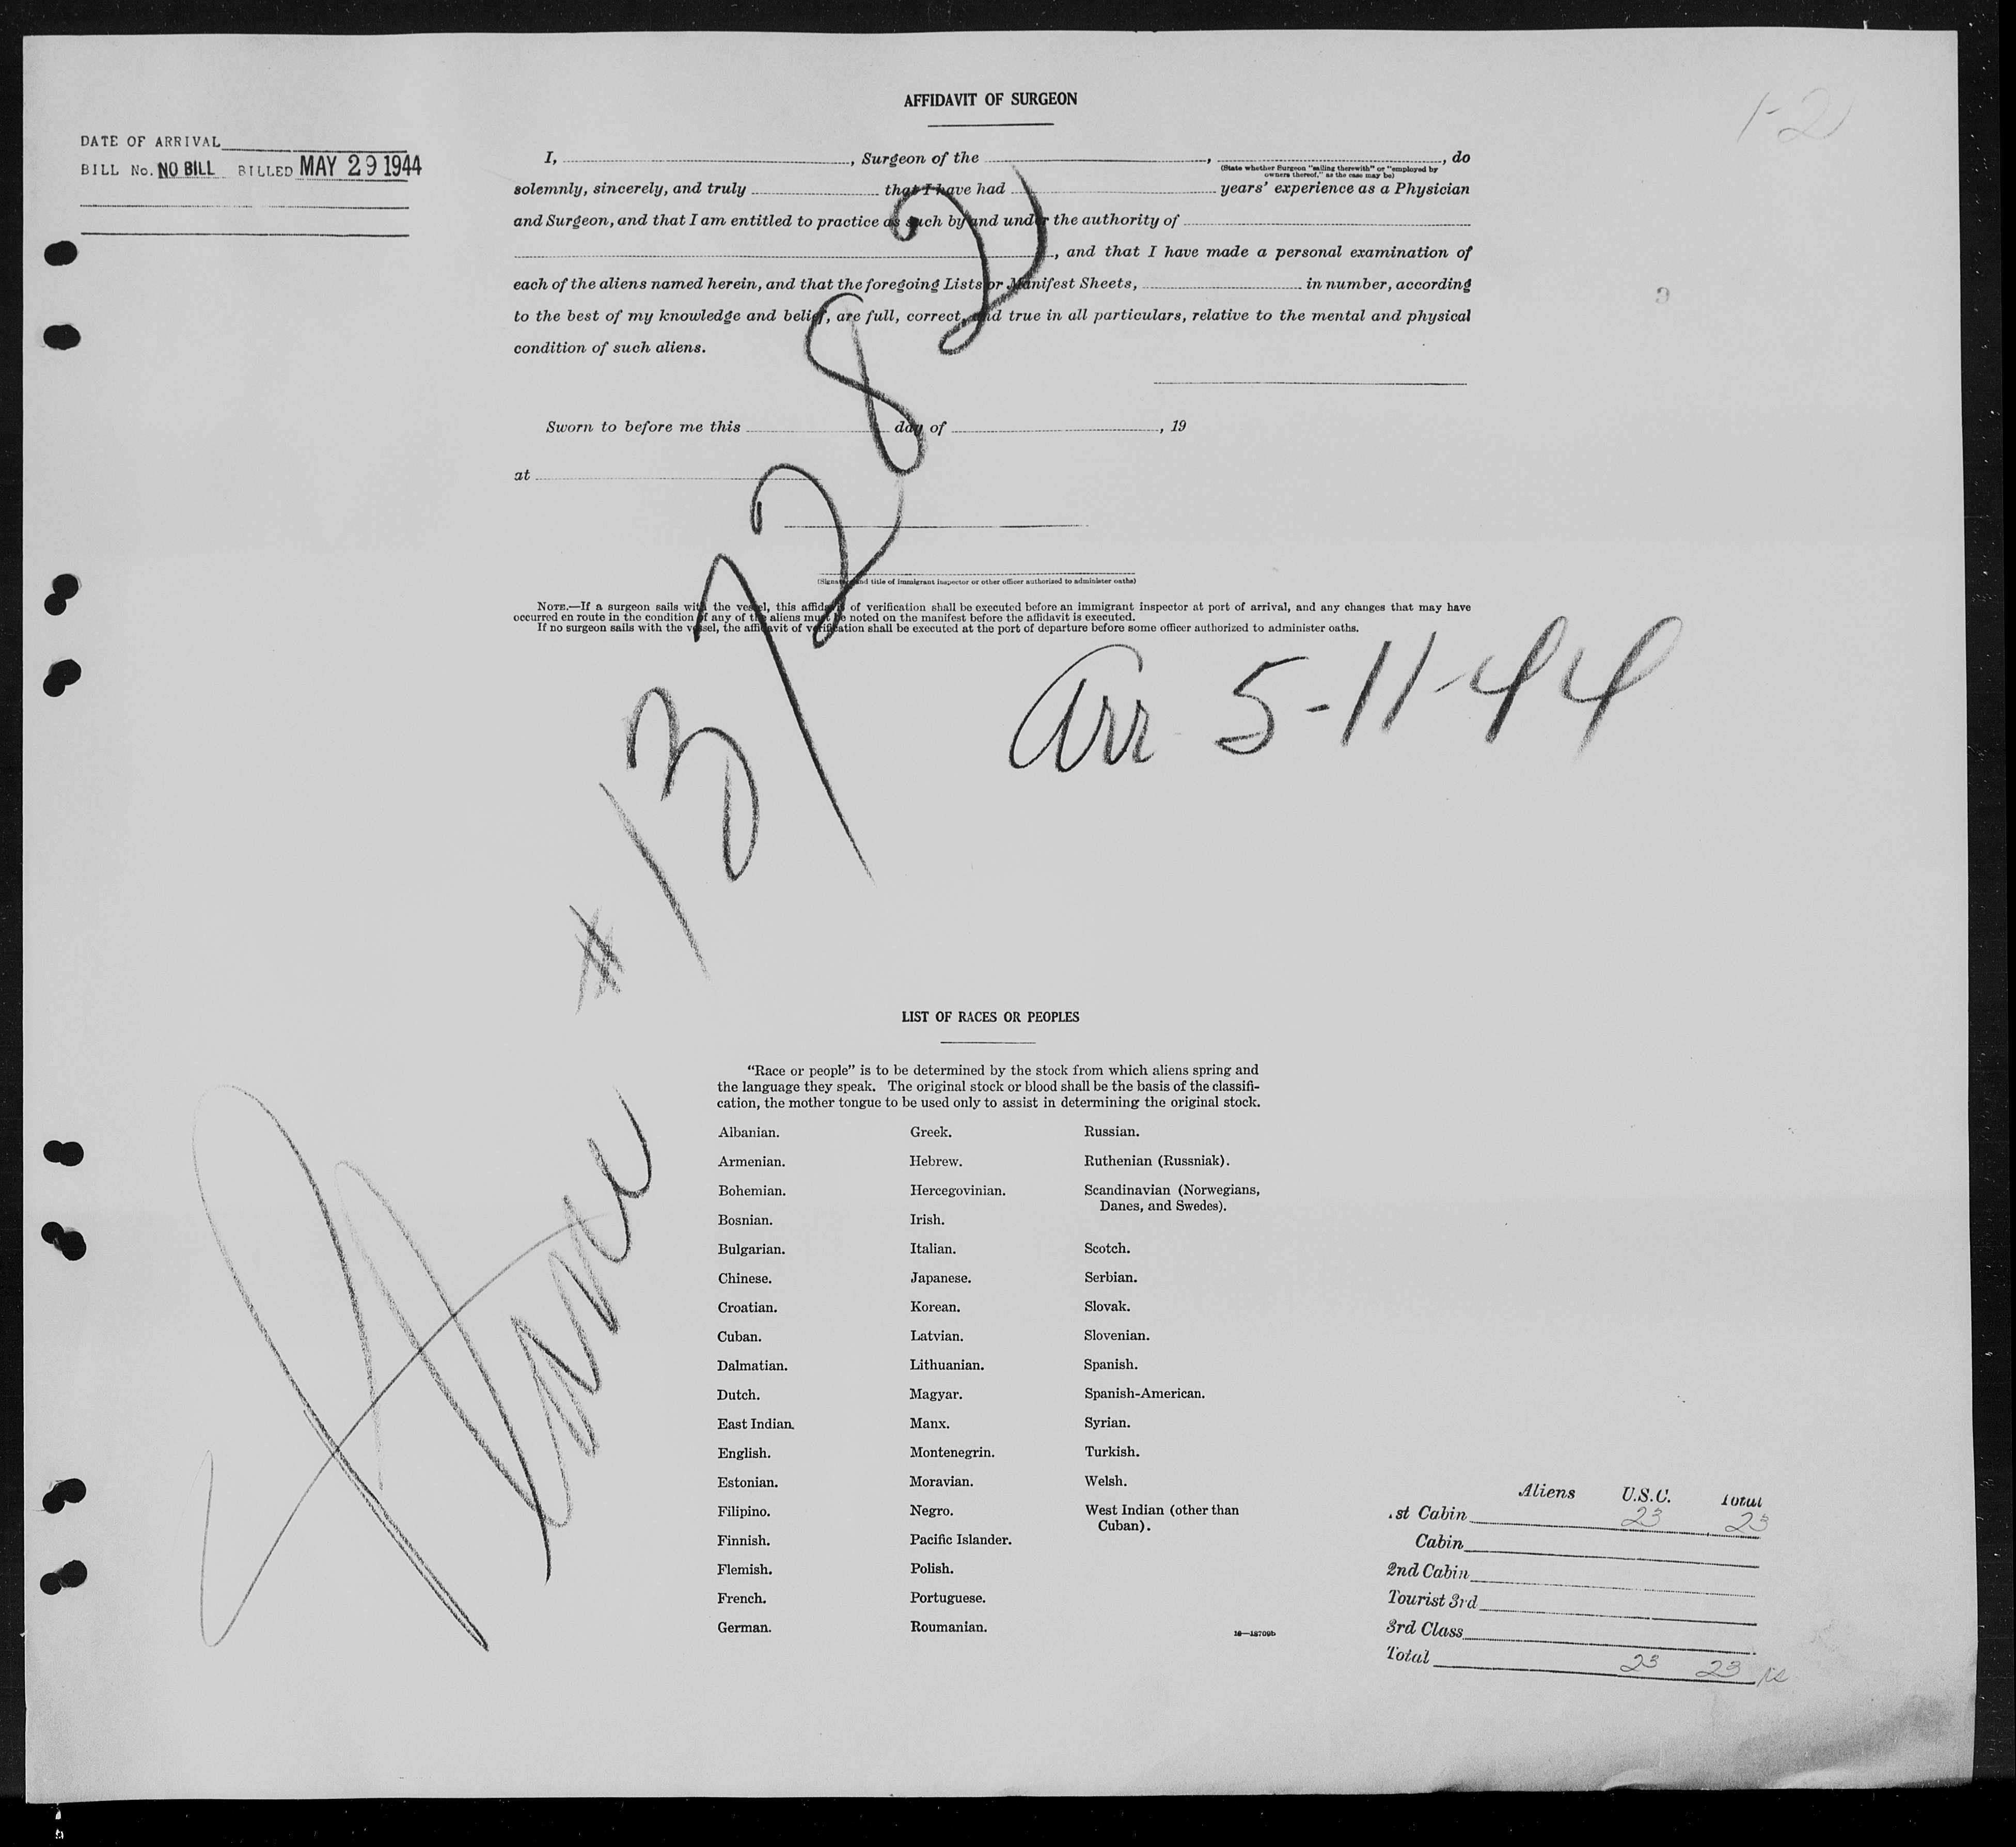 1-2
AFFIDAVIT OF SURGEON
DATE OF ARRIVAL
BILL No. NO BILL BILLED MAY 29 1944
I, , Surgeon of the , , do
(State whether Surgeon "sailing therewith" or "employed by
owners thereof," as the case may be)
solemnly, sincerely, and truly that I have had years' experience as a Physician
and Surgeon, and that I am entitled to practice as such by and under the authority of
, and that I have made a personal examination of
each of the aliens named herein, and that the foregoing Lists or Manifest Sheets, in number, according
to the best of my knowledge and belief, are full, correct, and true in all particulars, relative to the mental and physical
condition of such aliens.
Sworn to before me this day of , 19
at
(Signature and title of immigrant inspector or other officer authorized to administer oaths)
NOTE.—If a surgeon sails with the vessel, this affidavit of verification shall be executed before an immigrant inspector at port of arrival, and any changes that may have
occurred en route in the condition of any of the aliens must be noted on the manifest before the affidavit is executed.
If no surgeon sails with the vessel, the affidavit of verification shall be executed at the port of departure before some officer authorized to administer oaths.
# 137282
Arr 5-11-44
LIST OF RACES OR PEOPLES
"Race or people" is to be determined by the stock from which aliens spring and
the language they speak. The original stock or blood shall be the basis of the classifi-
cation, the mother tongue to be used only to assist in determining the original stock.
Albanian. Greek. Russian.
Armenian. Hebrew. Ruthenian (Russniak).
Bohemian. Hercegovinian. Scandinavian (Norwegians,
Danes, and Swedes).
Bosnian. Irish.
Bulgarian. Italian. Scotch.
Chinese. Japanese. Serbian.
Croatian. Korean. Slovak.
Cuban. Latvian. Slovenian.
Dalmatian. Lithuanian. Spanish.
Dutch. Magyar. Spanish-American.
East Indian. Manx. Syrian.
English. Montenegrin. Turkish.
Estonian. Moravian. Welsh.
Filipino. Negro. West Indian (other than
Cuban).
Finnish. Pacific Islander.
Flemish. Polish.
French. Portuguese.
German. Roumanian.
16—18709b
Aliens U.S.C. Total
1st Cabin 23 23
Cabin
2nd Cabin
Tourist 3rd
3rd Class
Total 23 23